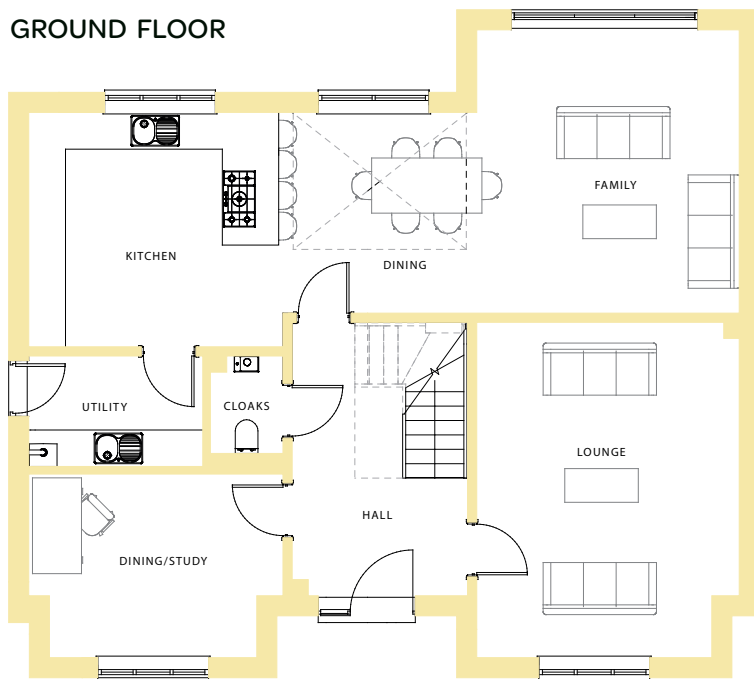 GROUND FLOOR
FAMILY
KITCHEN
DINING
UTILITY
CLOAKS
LOUNGE
HALL
DINING/STUDY